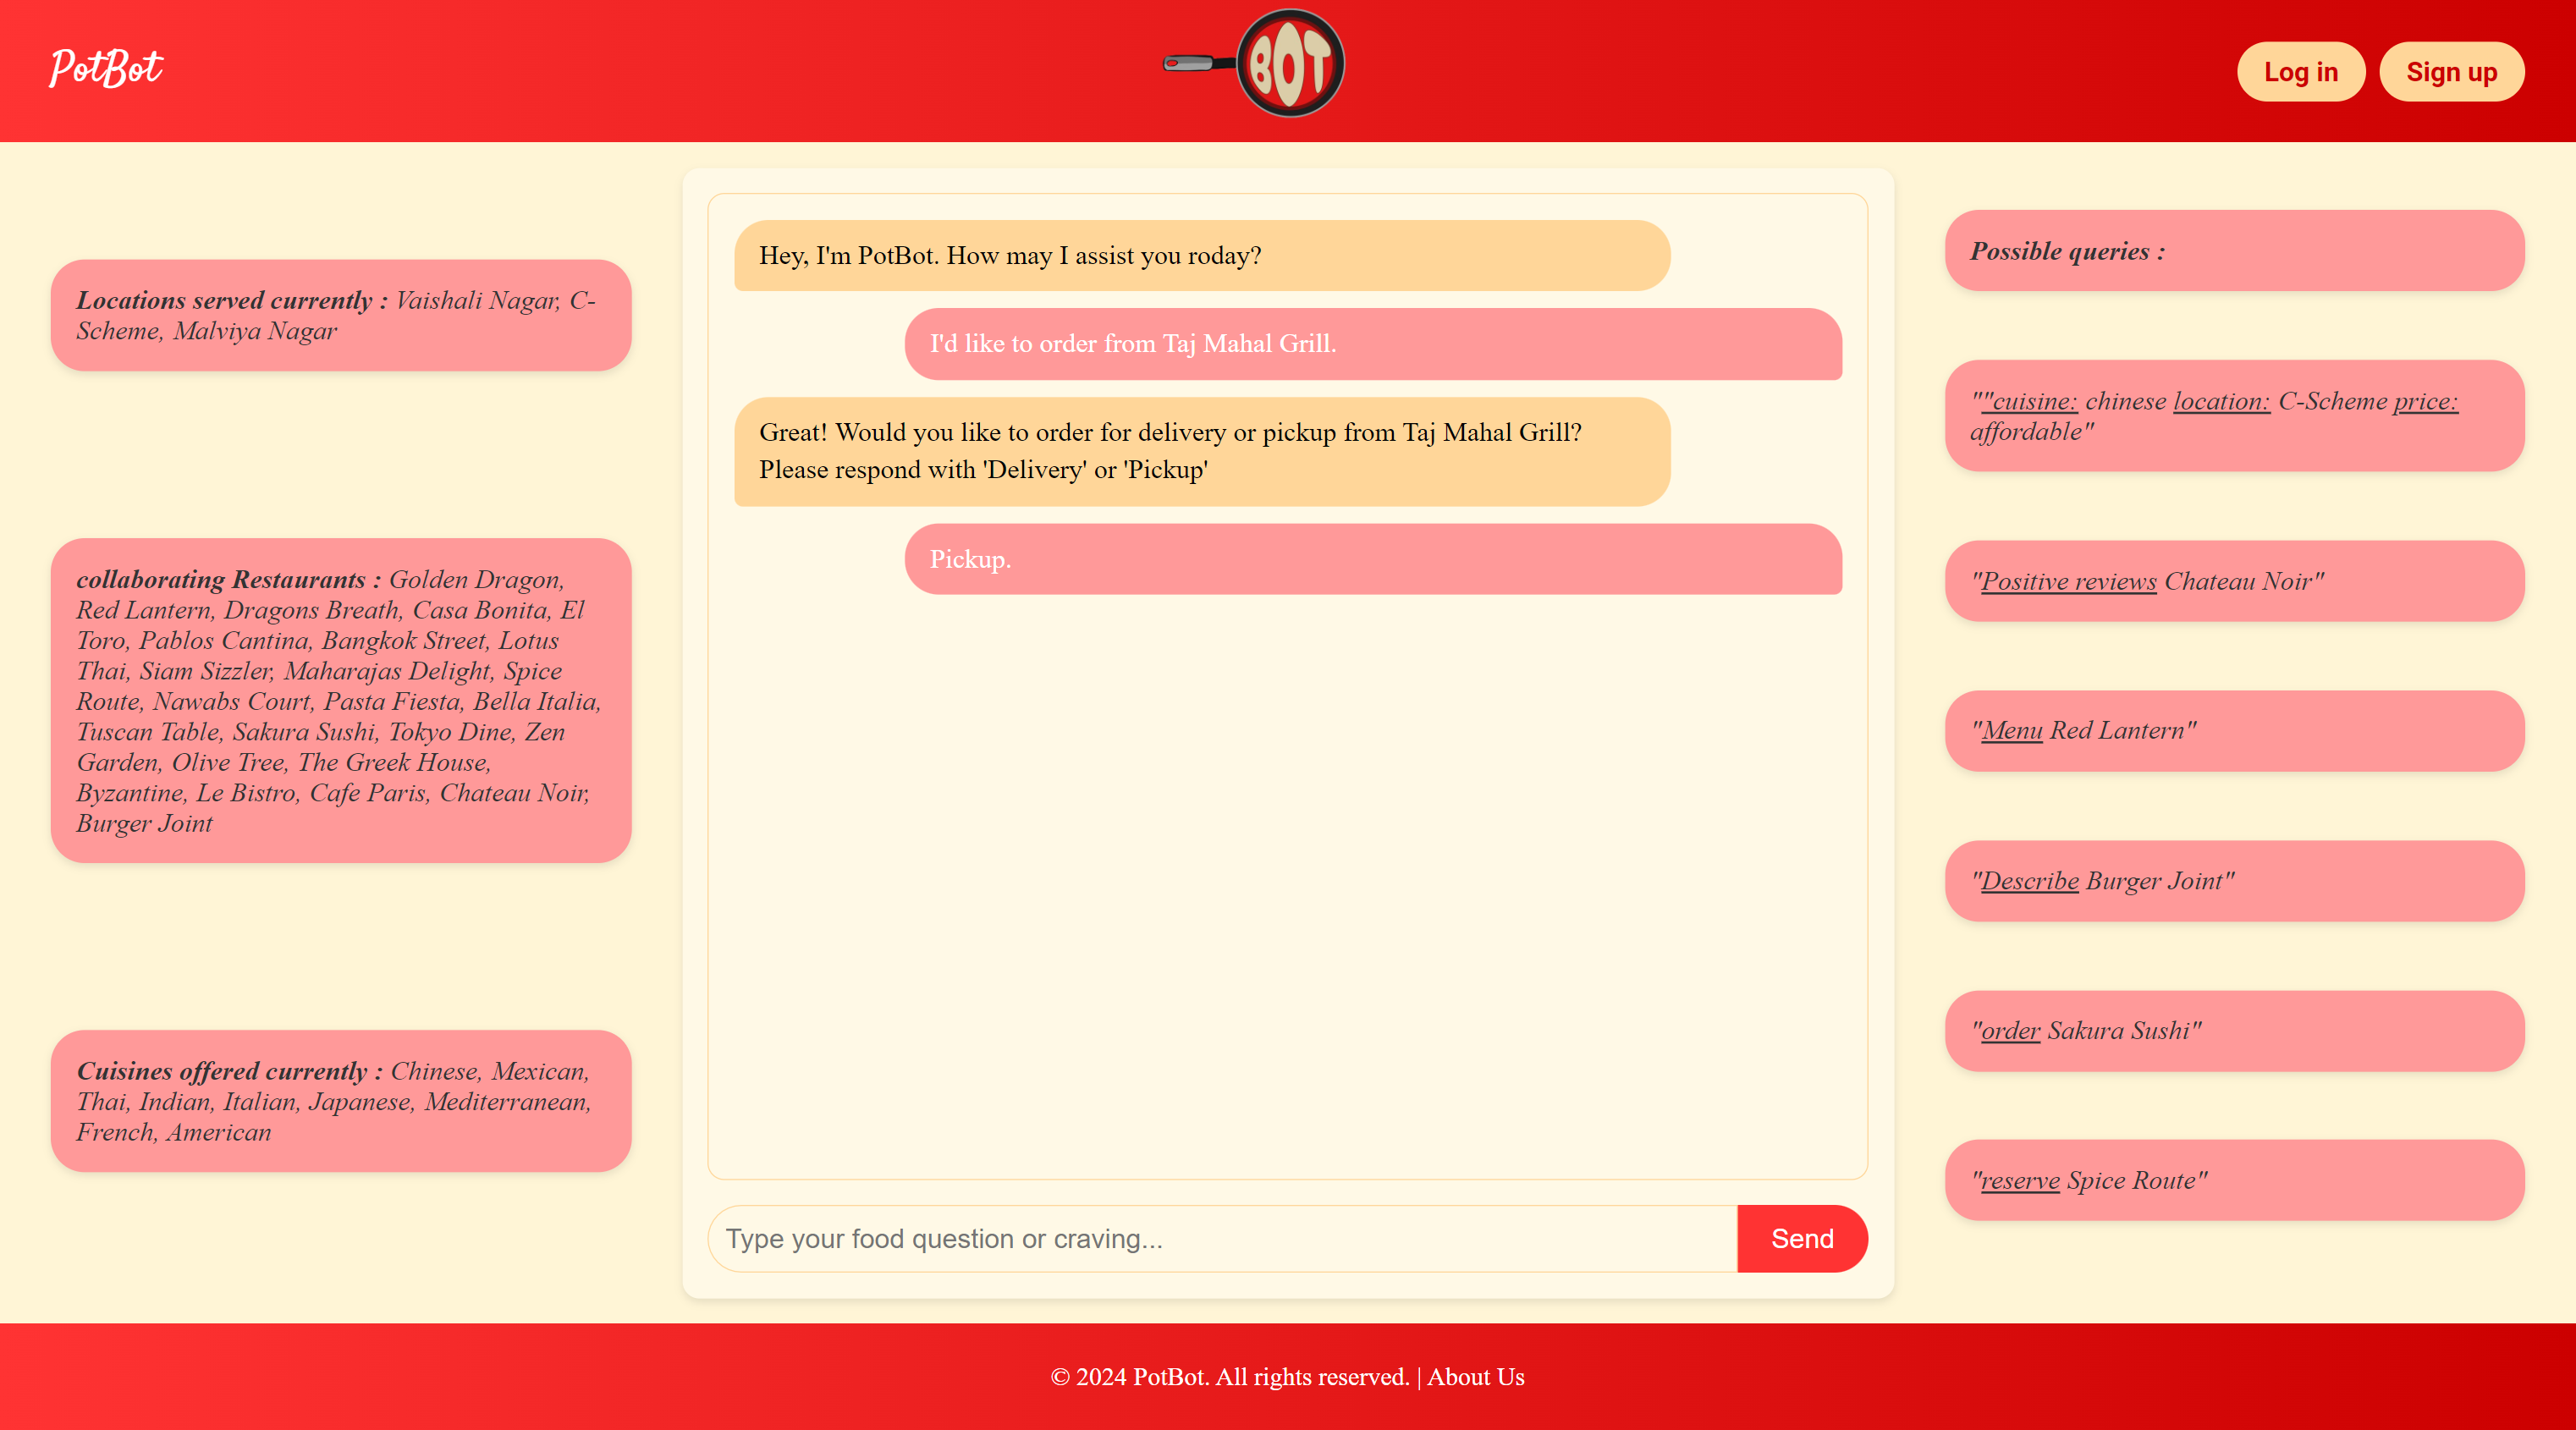 PotBot
BOT
Log in
Sign up
Locations served currently : Vaishali Nagar, C-
Scheme, Malviya Nagar
collaborating Restaurants : Golden Dragon,
Red Lantern, Dragons Breath, Casa Bonita, El
Toro, Pablos Cantina, Bangkok Street, Lotus
Thai, Siam Sizzler, Maharajas Delight, Spice
Route, Nawabs Court, Pasta Fiesta, Bella Italia,
Tuscan Table, Sakura Sushi, Tokyo Dine, Zen
Garden, Olive Tree, The Greek House,
Byzantine, Le Bistro, Cafe Paris, Chateau Noir,
Burger Joint
Cuisines offered currently : Chinese, Mexican,
Thai, Indian, Italian, Japanese, Mediterranean,
French, American
Hey, I'm PotBot. How may I assist you roday?
I'd like to order from Taj Mahal Grill.
Great! Would you like to order for delivery or pickup from Taj Mahal Grill?
Please respond with 'Delivery' or 'Pickup'
Pickup.
Type your food question or craving...
Send
Possible queries :
""cuisine: chinese location: C-Scheme price:
affordable"
"Positive reviews Chateau Noir"
"Menu Red Lantern"
"Describe Burger Joint"
"order Sakura Sushi"
"reserve Spice Route"
© 2024 PotBot. All rights reserved. | About Us